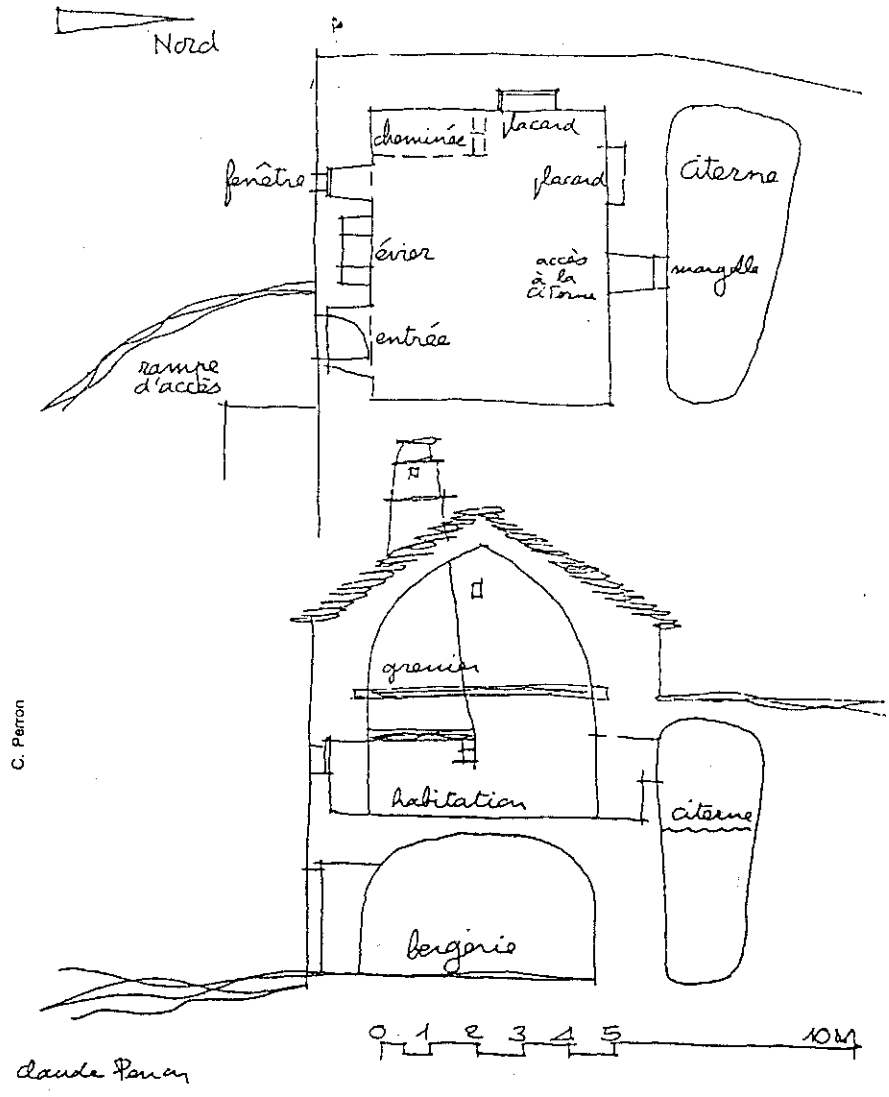 Nord
cheminée
placard
fenêtre
placard
citerne
évier
accès
à la
citerne
margelle
entrée
rampe
d'accès
grenier
C. Perron
habitation
citerne
bergerie
0 1 2 3 4 5 10M
Claude Perron